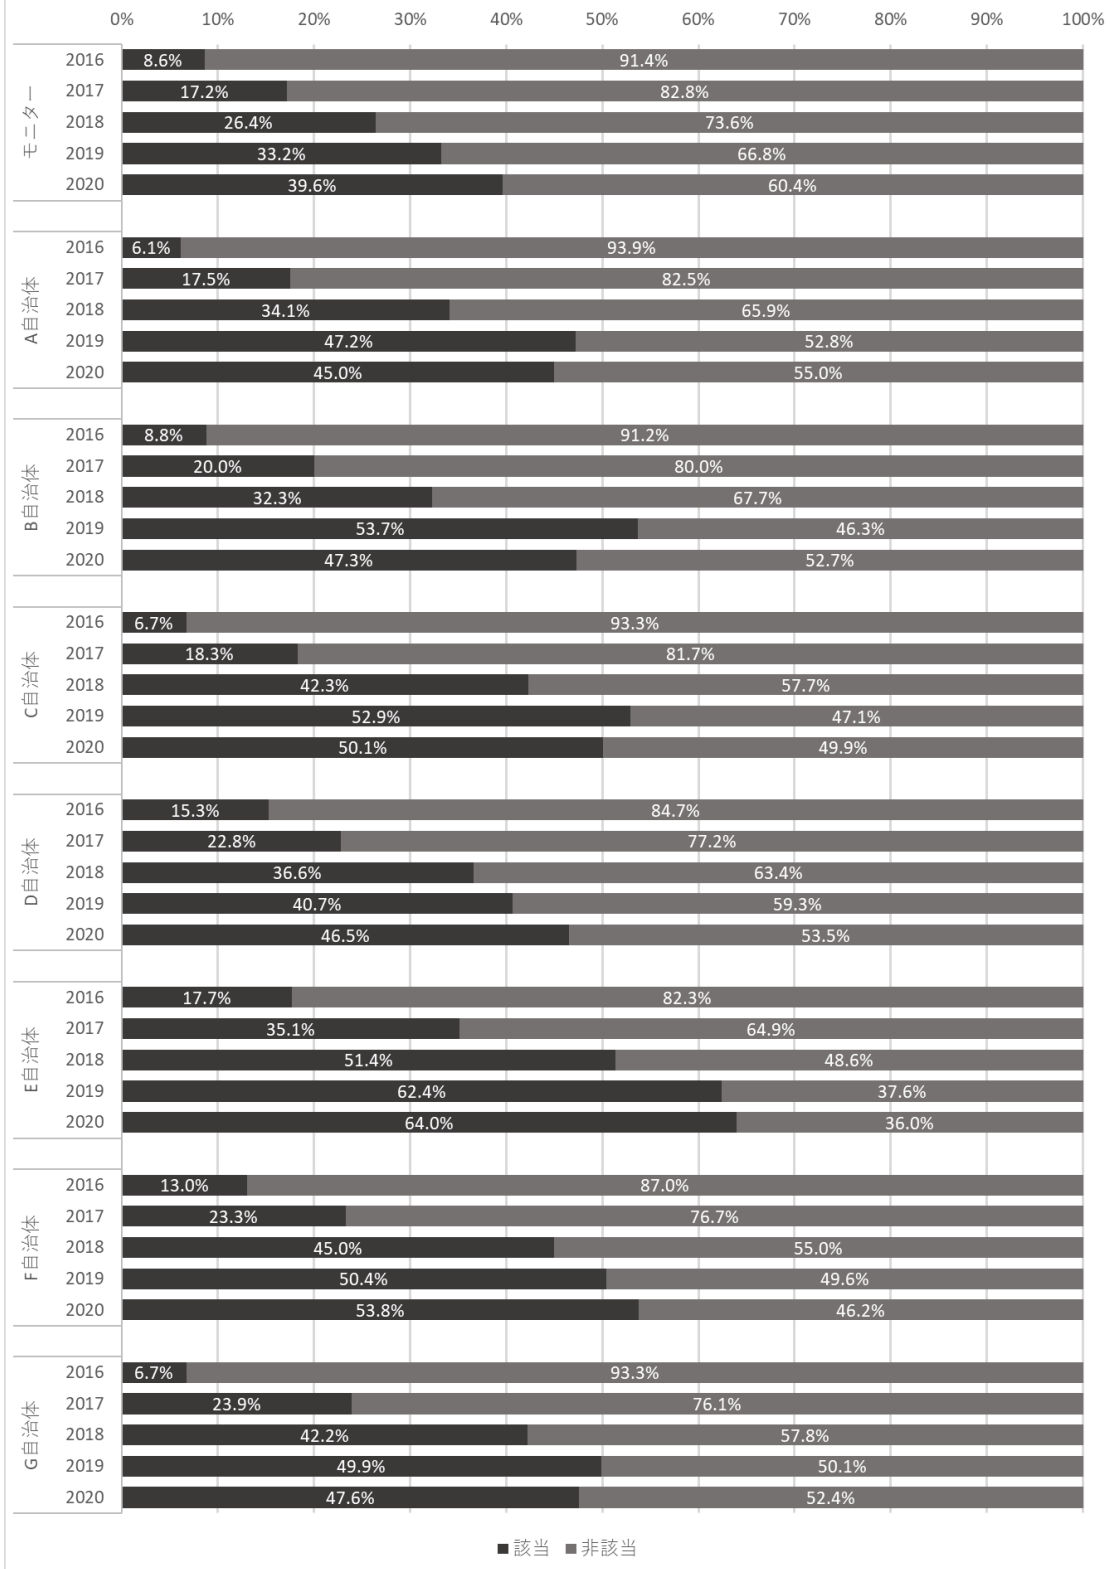 0% 10% 20% 30% 40% 50% 60% 70% 80% 90% 100%
モニター
2016 8.6% 91.4%
2017 17.2% 82.8%
2018 26.4% 73.6%
2019 33.2% 66.8%
2020 39.6% 60.4%
A自治体
2016 6.1% 93.9%
2017 17.5% 82.5%
2018 34.1% 65.9%
2019 47.2% 52.8%
2020 45.0% 55.0%
B自治体
2016 8.8% 91.2%
2017 20.0% 80.0%
2018 32.3% 67.7%
2019 53.7% 46.3%
2020 47.3% 52.7%
C自治体
2016 6.7% 93.3%
2017 18.3% 81.7%
2018 42.3% 57.7%
2019 52.9% 47.1%
2020 50.1% 49.9%
D自治体
2016 15.3% 84.7%
2017 22.8% 77.2%
2018 36.6% 63.4%
2019 40.7% 59.3%
2020 46.5% 53.5%
E自治体
2016 17.7% 82.3%
2017 35.1% 64.9%
2018 51.4% 48.6%
2019 62.4% 37.6%
2020 64.0% 36.0%
F自治体
2016 13.0% 87.0%
2017 23.3% 76.7%
2018 45.0% 55.0%
2019 50.4% 49.6%
2020 53.8% 46.2%
G自治体
2016 6.7% 93.3%
2017 23.9% 76.1%
2018 42.2% 57.8%
2019 49.9% 50.1%
2020 47.6% 52.4%
該当 非該当